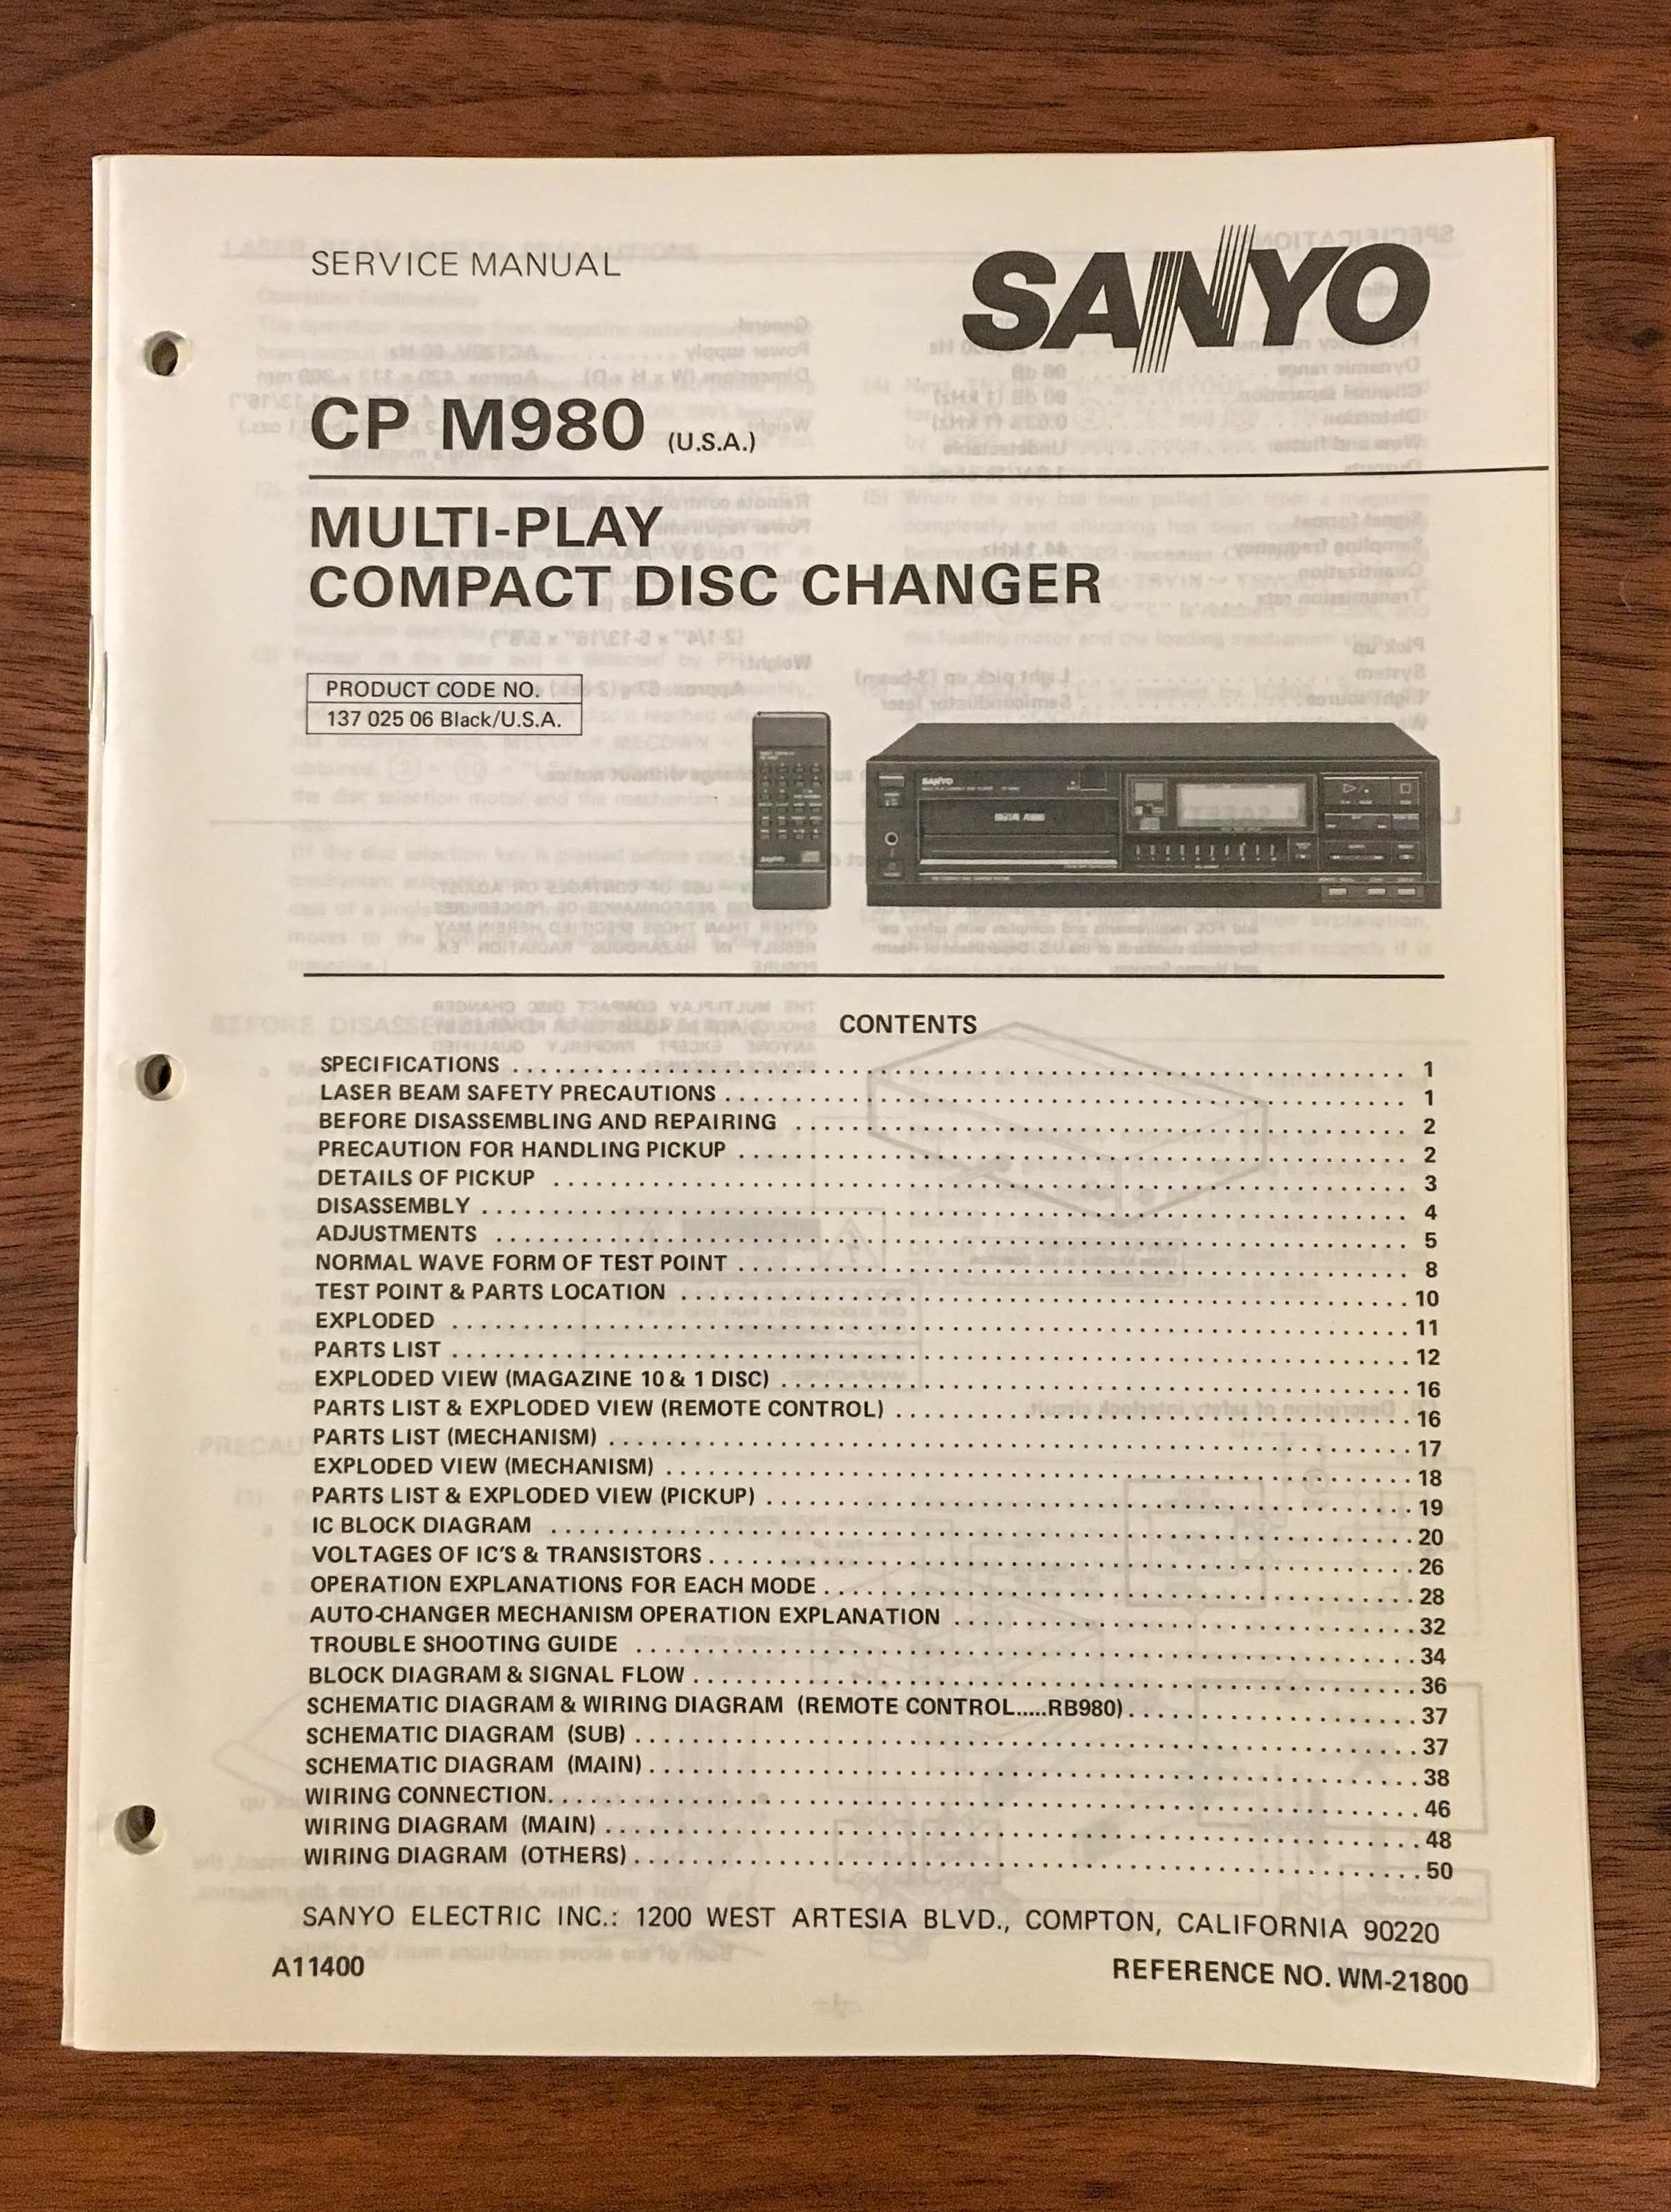 SERVICE MANUAL
SANYO
CP M980 (U.S.A.)
MULTI-PLAY
COMPACT DISC CHANGER
PRODUCT CODE NO.
137 025 06 Black/U.S.A.
SANYO
SANYO
CONTENTS
SPECIFICATIONS . . . . . . . . . . 1
LASER BEAM SAFETY PRECAUTIONS . . . . . . . . . . 1
BEFORE DISASSEMBLING AND REPAIRING . . . . . . . . . . 2
PRECAUTION FOR HANDLING PICKUP . . . . . . . . . . 2
DETAILS OF PICKUP . . . . . . . . . . 3
DISASSEMBLY . . . . . . . . . . 4
ADJUSTMENTS . . . . . . . . . . 5
NORMAL WAVE FORM OF TEST POINT . . . . . . . . . . 8
TEST POINT & PARTS LOCATION . . . . . . . . . . 10
EXPLODED . . . . . . . . . . 11
PARTS LIST . . . . . . . . . . 12
EXPLODED VIEW (MAGAZINE 10 & 1 DISC) . . . . . . . . . . 16
PARTS LIST & EXPLODED VIEW (REMOTE CONTROL) . . . . . . . . . . 16
PARTS LIST (MECHANISM) . . . . . . . . . . 17
EXPLODED VIEW (MECHANISM) . . . . . . . . . . 18
PARTS LIST & EXPLODED VIEW (PICKUP) . . . . . . . . . . 19
IC BLOCK DIAGRAM . . . . . . . . . . 20
VOLTAGES OF IC'S & TRANSISTORS . . . . . . . . . . 26
OPERATION EXPLANATIONS FOR EACH MODE . . . . . . . . . . 28
AUTO-CHANGER MECHANISM OPERATION EXPLANATION . . . . . . . . . . 32
TROUBLE SHOOTING GUIDE . . . . . . . . . . 34
BLOCK DIAGRAM & SIGNAL FLOW . . . . . . . . . . 36
SCHEMATIC DIAGRAM & WIRING DIAGRAM (REMOTE CONTROL.....RB980) . . . . . . . . . . 37
SCHEMATIC DIAGRAM (SUB) . . . . . . . . . . 37
SCHEMATIC DIAGRAM (MAIN) . . . . . . . . . . 38
WIRING CONNECTION. . . . . . . . . . . 46
WIRING DIAGRAM (MAIN) . . . . . . . . . . 48
WIRING DIAGRAM (OTHERS) . . . . . . . . . . 50
SANYO ELECTRIC INC.: 1200 WEST ARTESIA BLVD., COMPTON, CALIFORNIA 90220
A11400
REFERENCE NO. WM-21800